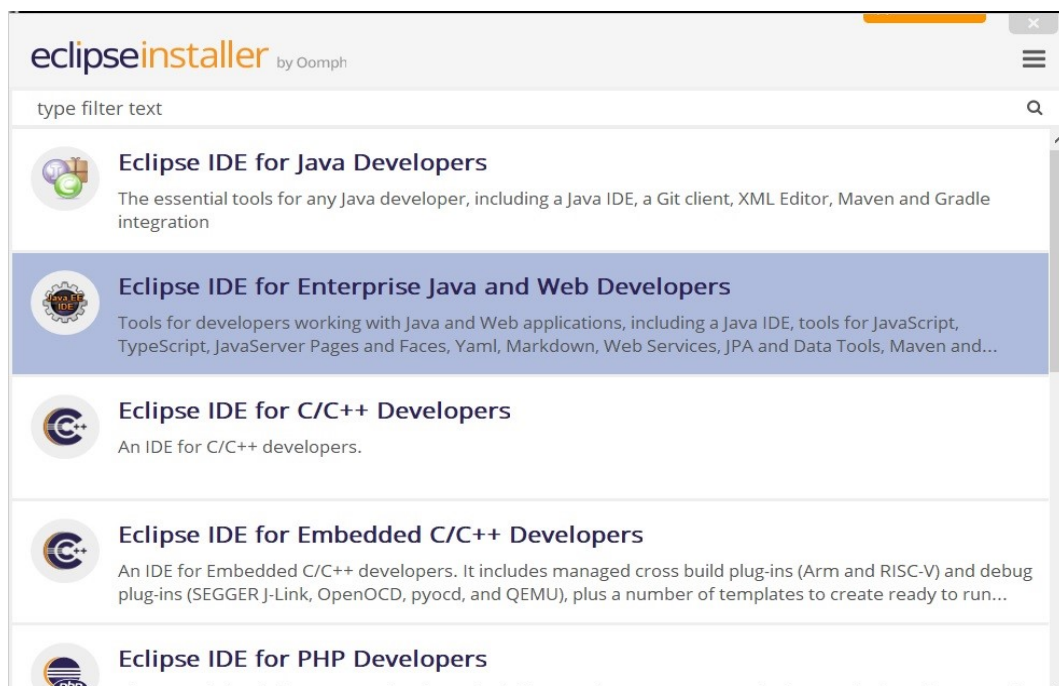 eclipseinstaller by Oomph
type filter text
Eclipse IDE for Java Developers
The essential tools for any Java developer, including a Java IDE, a Git client, XML Editor, Maven and Gradle
integration
Java EE
IDE
Eclipse IDE for Enterprise Java and Web Developers
Tools for developers working with Java and Web applications, including a Java IDE, tools for JavaScript,
TypeScript, JavaServer Pages and Faces, Yaml, Markdown, Web Services, JPA and Data Tools, Maven and...
Eclipse IDE for C/C++ Developers
An IDE for C/C++ developers.
Eclipse IDE for Embedded C/C++ Developers
An IDE for Embedded C/C++ developers. It includes managed cross build plug-ins (Arm and RISC-V) and debug
plug-ins (SEGGER J-Link, OpenOCD, pyocd, and QEMU), plus a number of templates to create ready to run...
Eclipse IDE for PHP Developers
php